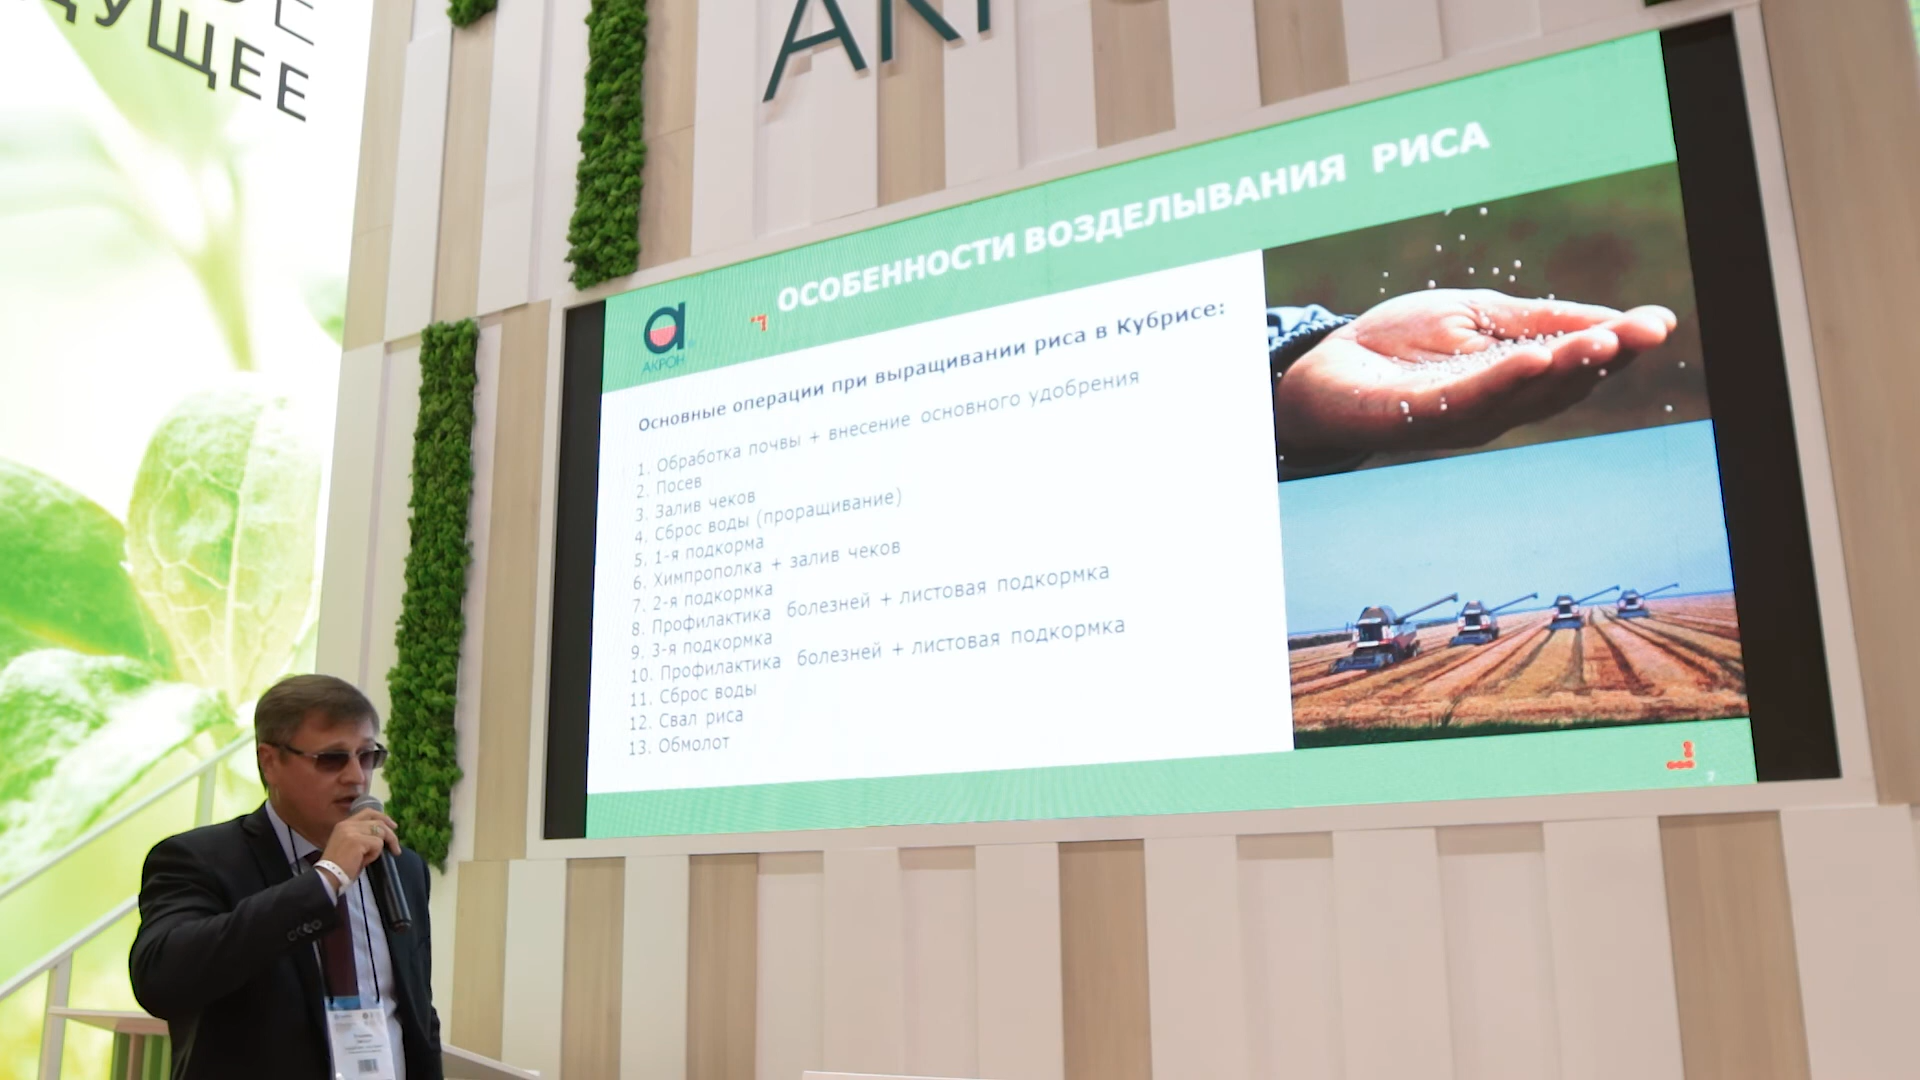 ДУЩЕЕ
ОСОБЕННОСТИ ВОЗДЕЛЫВАНИЯ РИСА
АКРОН
Основные операции при выращивании риса в Кубрисе:
1. Обработка почвы + внесение основного удобрения
2. Посев
3. Залив чеков
4. Сброс воды (проращивание)
5. 1-я подкорма
6. Химпрополка + залив чеков
7. 2-я подкормка
8. Профилактика болезней + листовая подкормка
9. 3-я подкормка
10. Профилактика болезней + листовая подкормка
11. Сброс воды
12. Свал риса
13. Обмолот
7